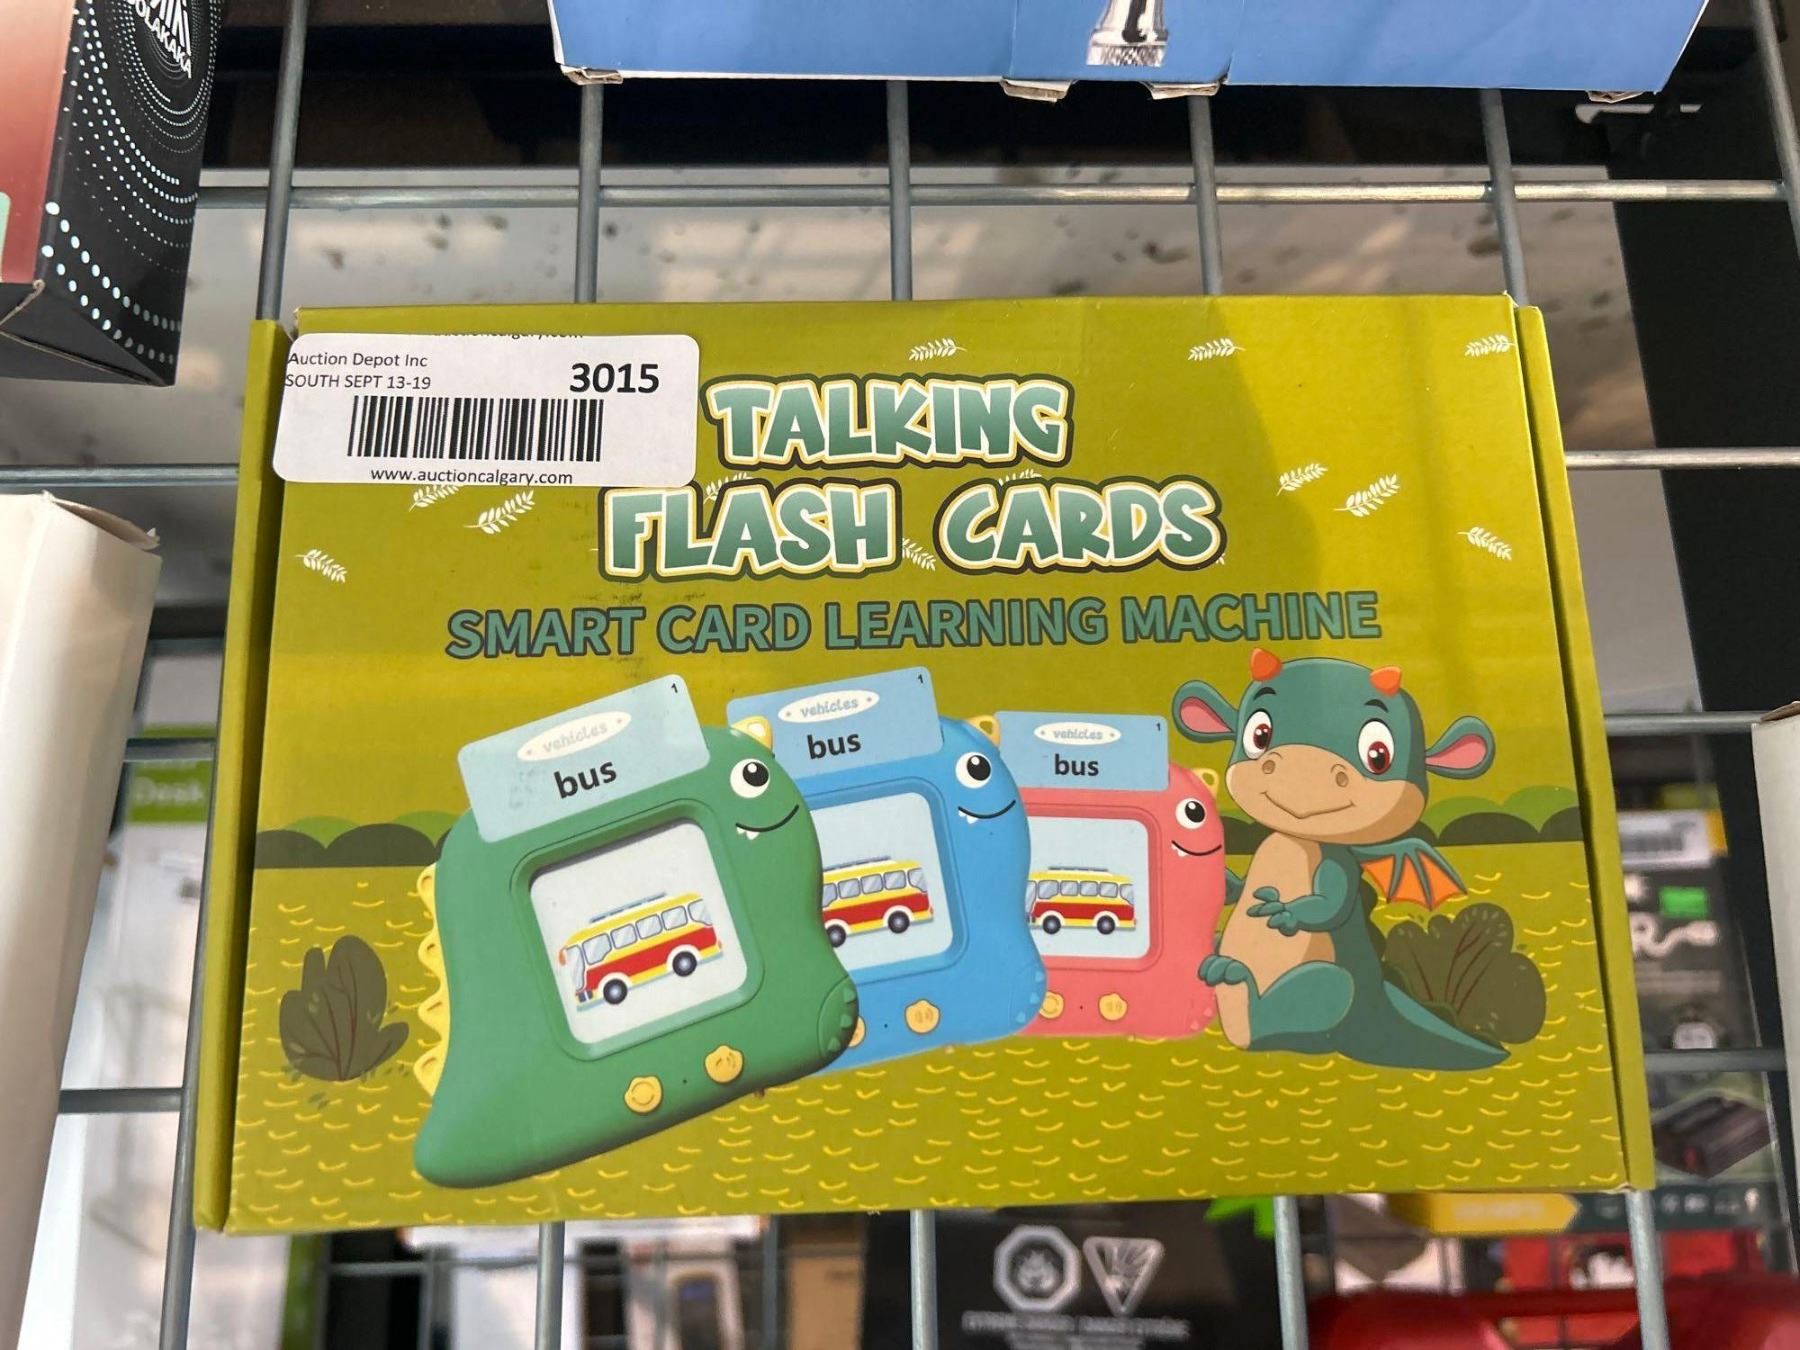 Auction Depot Inc
SOUTH SEPT 13-19
3015
www.auctioncalgary.com
TALKING
FLASH CARDS
SMART CARD LEARNING MACHINE
1
vehicles
bus
1
vehicles
bus
1
vehicles
bus
Desk